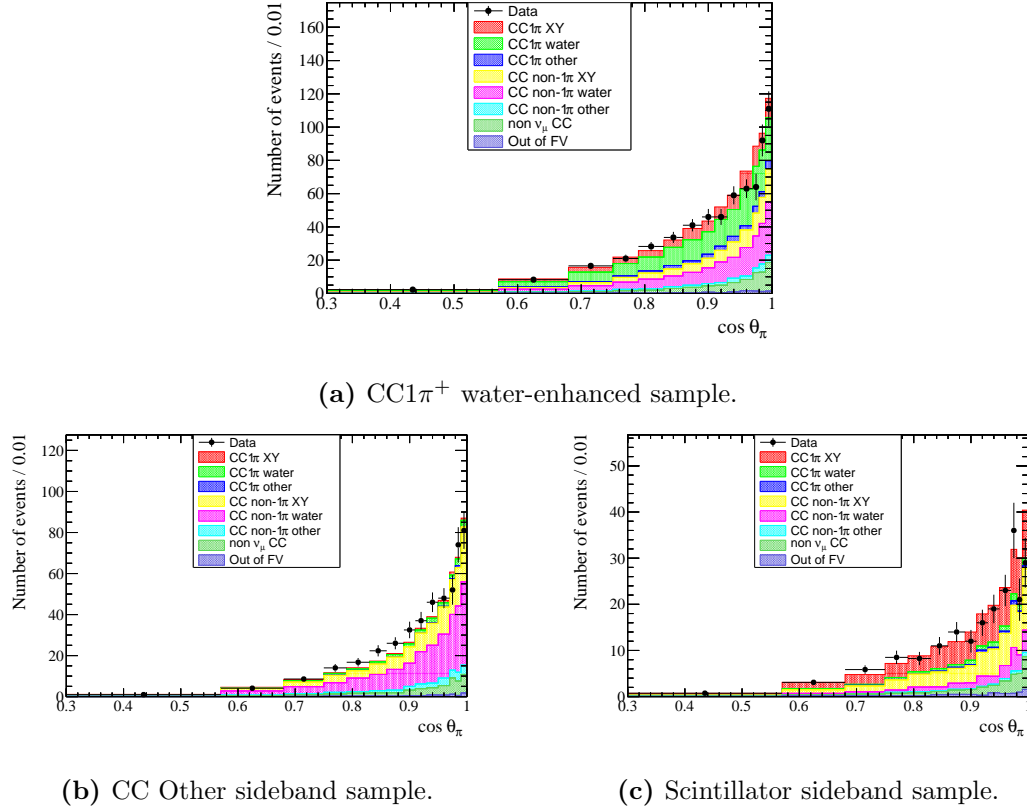 Number of events / 0.01
160
140
120
100
80
60
40
20
0
Data
CC1π XY
CC1π water
CC1π other
CC non-1π XY
CC non-1π water
CC non-1π other
non νμ CC
Out of FV
0.3 0.4 0.5 0.6 0.7 0.8 0.9 1
cos θπ
(a) CC1π+ water-enhanced sample.
Number of events / 0.01
120
100
80
60
40
20
0
Data
CC1π XY
CC1π water
CC1π other
CC non-1π XY
CC non-1π water
CC non-1π other
non νμ CC
Out of FV
0.3 0.4 0.5 0.6 0.7 0.8 0.9 1
cos θπ
(b) CC Other sideband sample.
Number of events / 0.01
50
40
30
20
10
0
Data
CC1π XY
CC1π water
CC1π other
CC non-1π XY
CC non-1π water
CC non-1π other
non νμ CC
Out of FV
0.3 0.4 0.5 0.6 0.7 0.8 0.9 1
cos θπ
(c) Scintillator sideband sample.